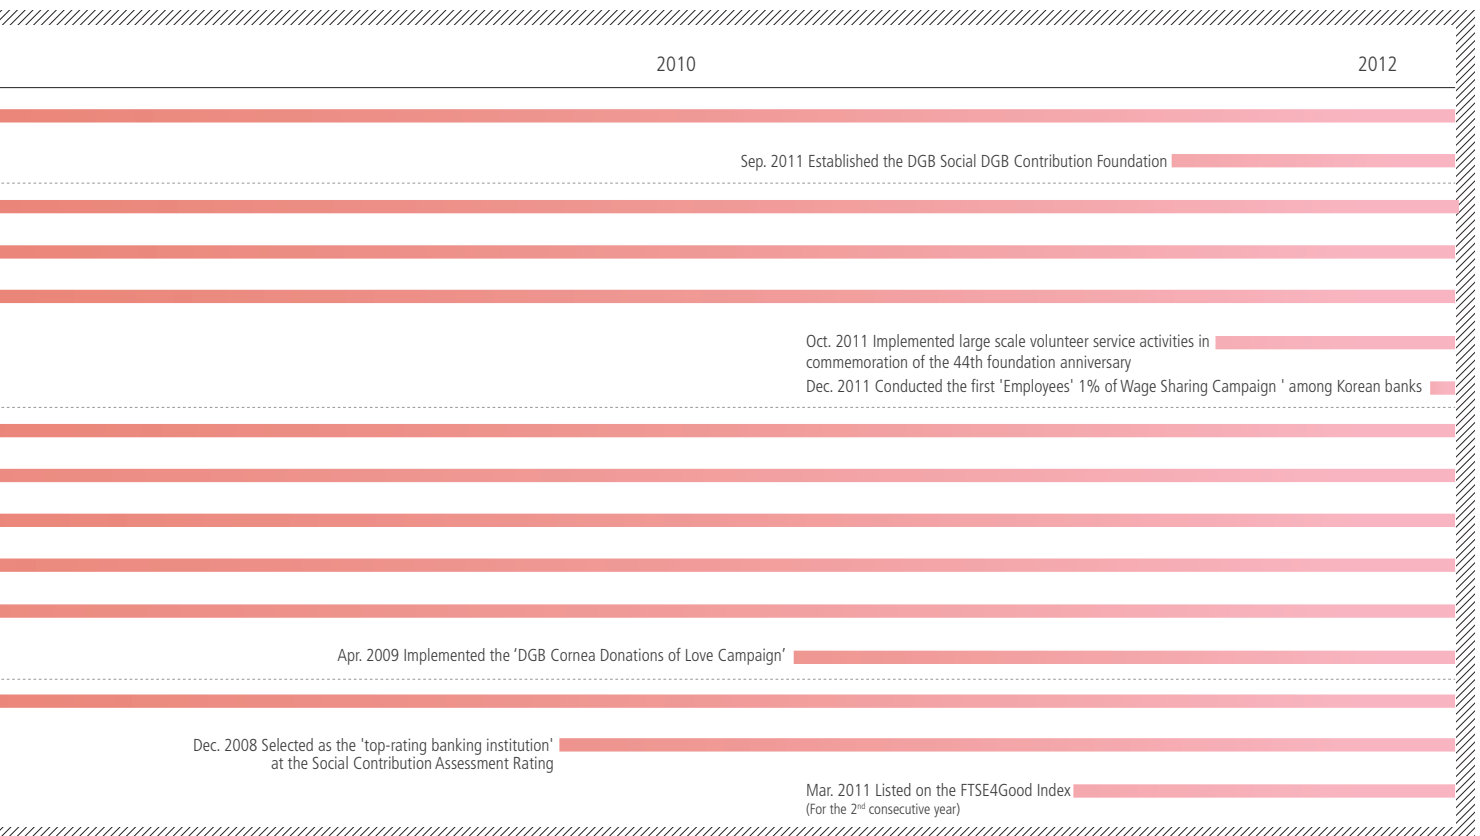 2010
2012
Sep. 2011 Established the DGB Social DGB Contribution Foundation
Oct. 2011 Implemented large scale volunteer service activities in
commemoration of the 44th foundation anniversary
Dec. 2011 Conducted the first 'Employees' 1% of Wage Sharing Campaign ' among Korean banks
Apr. 2009 Implemented the ‘DGB Cornea Donations of Love Campaign’
Dec. 2008 Selected as the 'top-rating banking institution'
at the Social Contribution Assessment Rating
Mar. 2011 Listed on the FTSE4Good Index
(For the 2nd consecutive year)